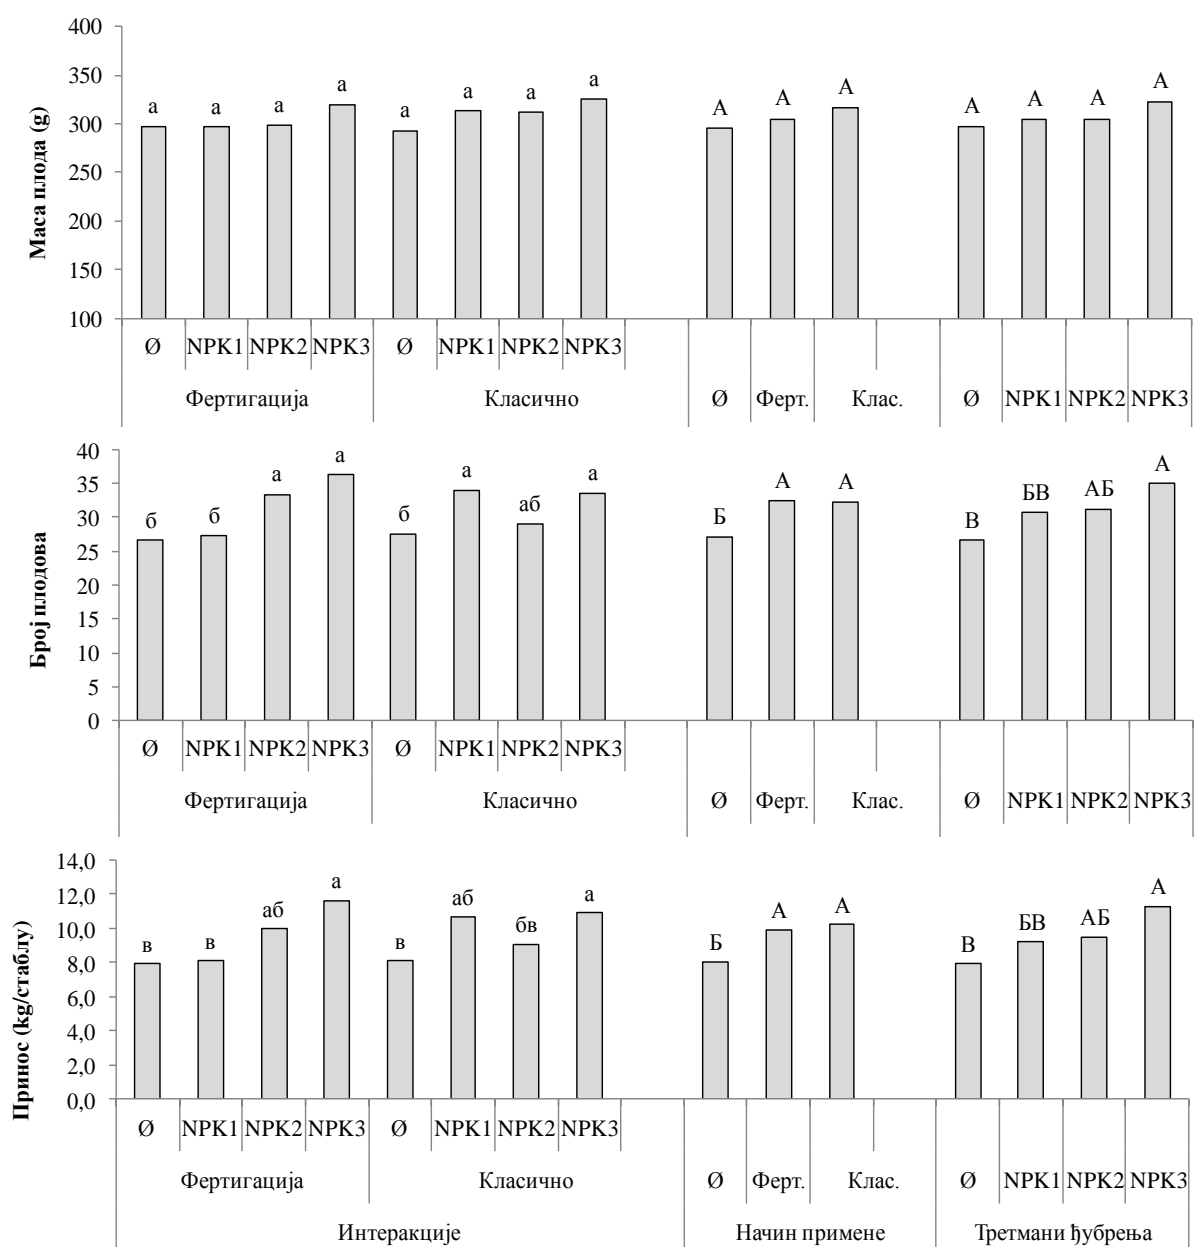 Маса плода (g)
400
350
300
250
200
150
100
а а а а а а а а А А А А А А А
Ø NPK1 NPK2 NPK3 Ø NPK1 NPK2 NPK3
Фертигација Класично Ø Ферт. Клас. Ø NPK1 NPK2 NPK3
Број плодова
40
35
30
25
20
15
10
5
0
б б а а б а аб а Б А А В БВ АБ А
Ø NPK1 NPK2 NPK3 Ø NPK1 NPK2 NPK3
Фертигација Класично Ø Ферт. Клас. Ø NPK1 NPK2 NPK3
Принос (kg/стаблу)
14,0
12,0
10,0
8,0
6,0
4,0
2,0
0,0
в в аб а в аб бв а Б А А В БВ АБ А
Ø NPK1 NPK2 NPK3 Ø NPK1 NPK2 NPK3
Фертигација Класично Ø Ферт. Клас. Ø NPK1 NPK2 NPK3
Интеракције Начин примене Третмани ђубрења